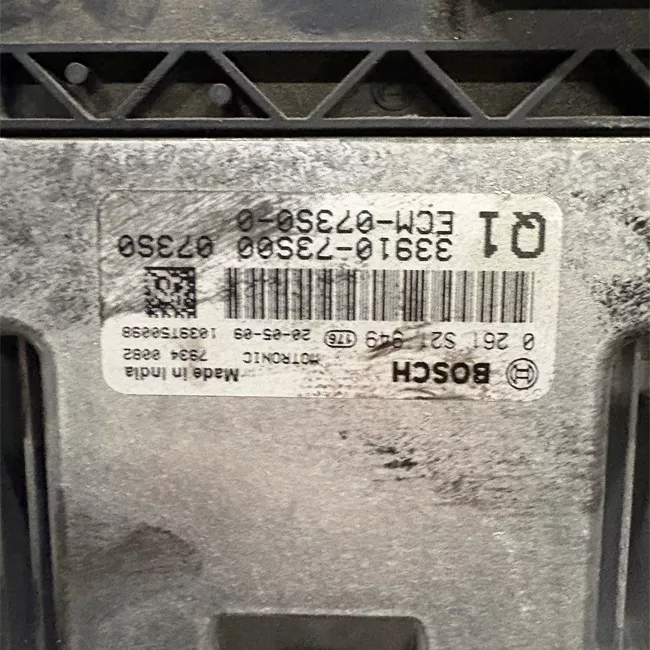 BOSCH
Made in India
MOTRONIC 7934 0082
0 261 S21 949 176 20-05-09 1039T50098
33910-73S00 073S0
ECM-073S0-0
Q1